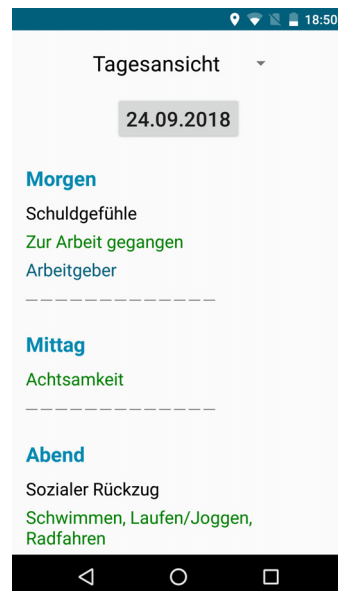 18:50
Tagesansicht
24.09.2018
Morgen
Schuldgefühle
Zur Arbeit gegangen
Arbeitgeber
Mittag
Achtsamkeit
Abend
Sozialer Rückzug
Schwimmen, Laufen/Joggen,
Radfahren